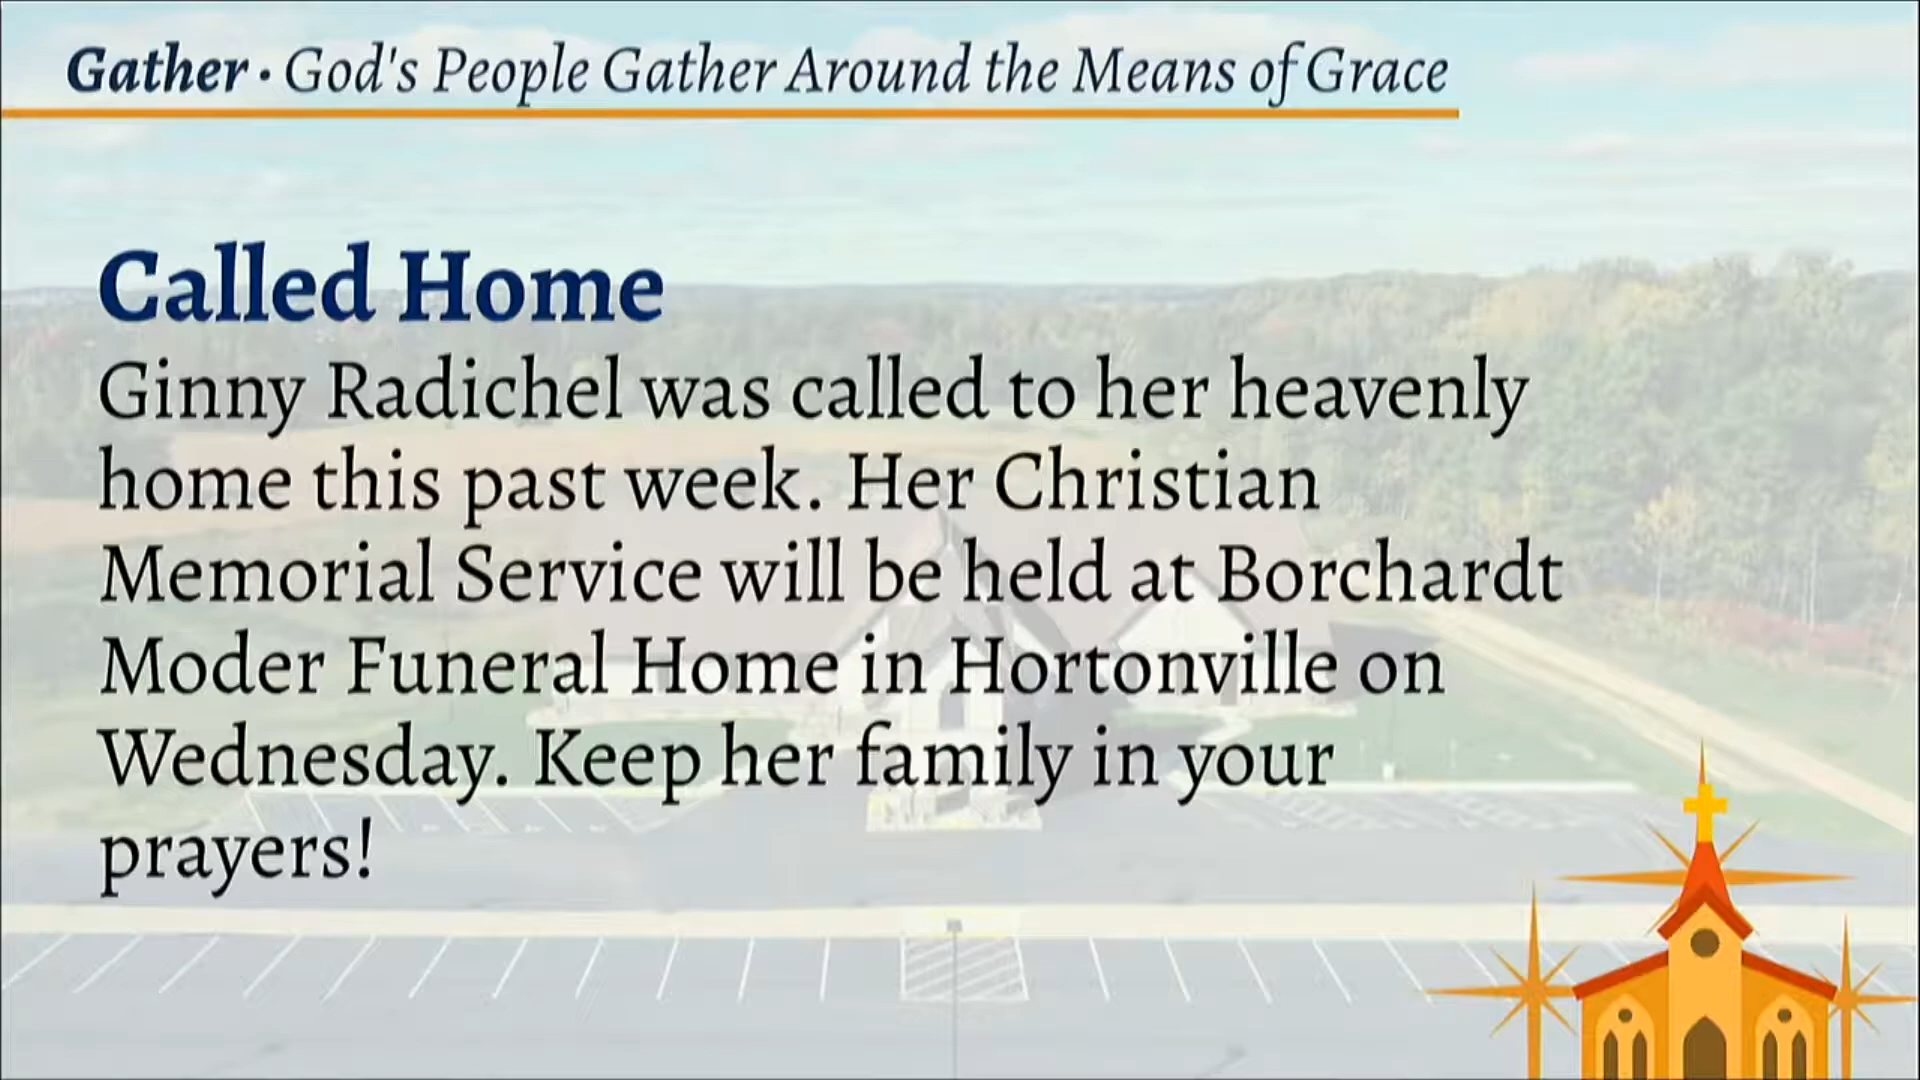 Gather • God's People Gather Around the Means of Grace
Called Home
Ginny Radichel was called to her heavenly
home this past week. Her Christian
Memorial Service will be held at Borchardt
Moder Funeral Home in Hortonville on
Wednesday. Keep her family in your
prayers!